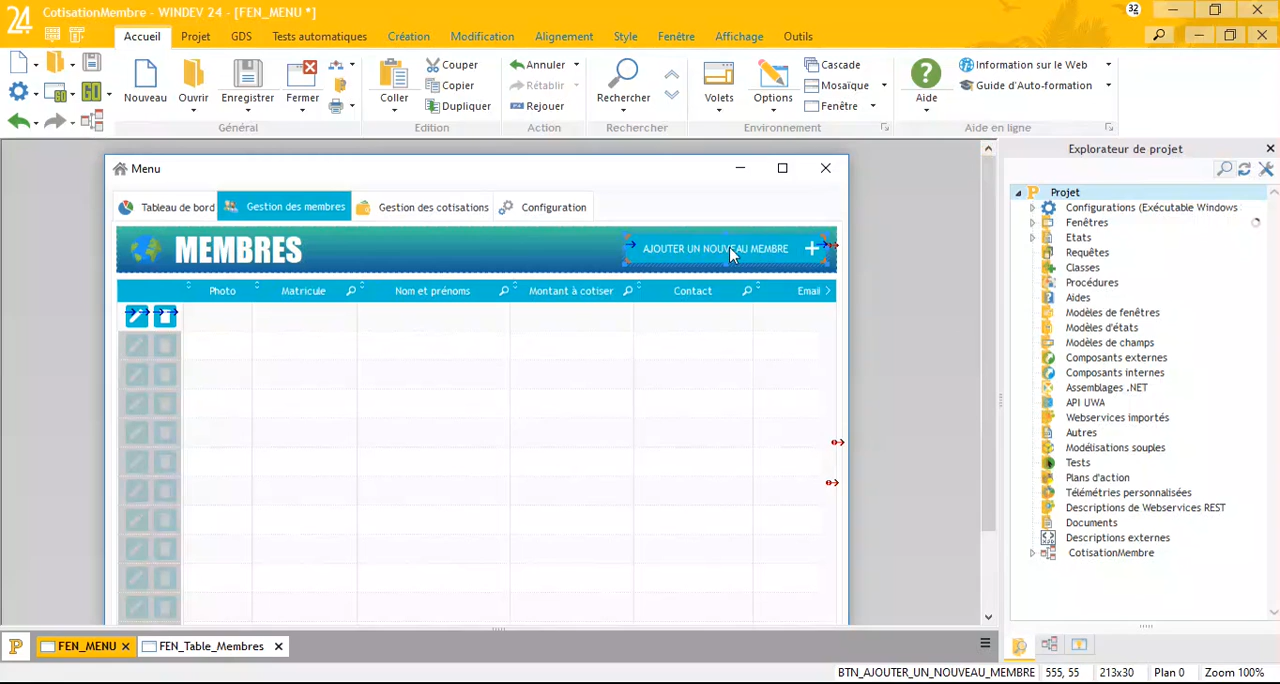 24
CotisationMembre - WINDEV 24 - [FEN_MENU *]
32
Accueil Projet GDS Tests automatiques Création Modification Alignement Style Fenêtre Affichage Outils
Nouveau Ouvrir Enregistrer Fermer
Général
Coller
Couper
Copier
Dupliquer
Edition
Annuler
Rétablir
Rejouer
Action
Rechercher
Rechercher
Volets Options
Cascade
Mosaïque
Fenêtre
Environnement
Aide
Information sur le Web
Guide d'Auto-formation
Aide en ligne
GO
Menu
Tableau de bord Gestion des membres Gestion des cotisations Configuration
MEMBRES
AJOUTER UN NOUVEAU MEMBRE
Photo Matricule Nom et prénoms Montant à cotiser Contact Email
Explorateur de projet
Projet
Configurations (Exécutable Windows
Fenêtres
Etats
Requêtes
Classes
Procédures
Aides
Modèles de fenêtres
Modèles d'états
Modèles de champs
Composants externes
Composants internes
Assemblages .NET
API UWA
Webservices importés
Autres
Modélisations souples
Tests
Plans d'action
Télémétries personnalisées
Descriptions de Webservices REST
Documents
Descriptions externes
CotisationMembre
FEN_MENU FEN_Table_Membres
BTN_AJOUTER_UN_NOUVEAU_MEMBRE 555, 55 213x30 Plan 0 Zoom 100%